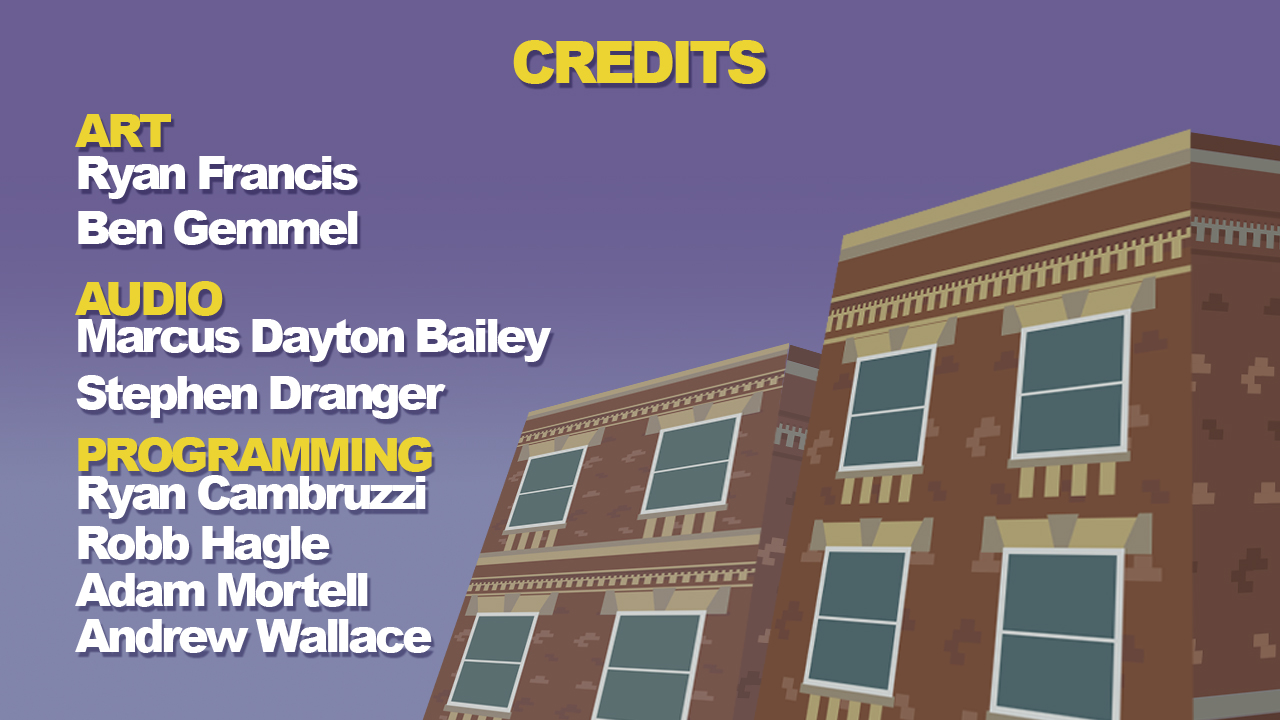 CREDITS
ART
Ryan Francis
Ben Gemmel
AUDIO
Marcus Dayton Bailey
Stephen Dranger
PROGRAMMING
Ryan Cambruzzi
Robb Hagle
Adam Mortell
Andrew Wallace